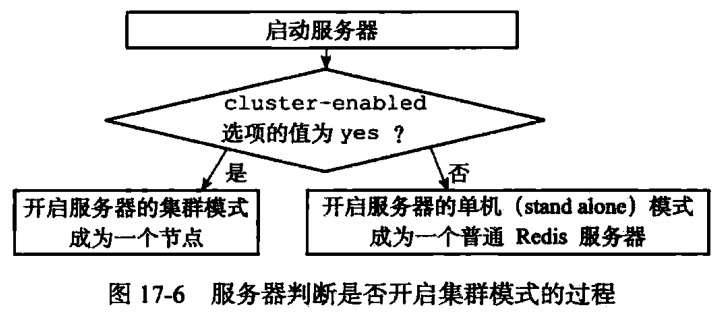 启动服务器
cluster-enabled
选项的值为 yes ?
是
否
开启服务器的集群模式
成为一个节点
开启服务器的单机（stand alone）模式
成为一个普通 Redis 服务器
图 17-6 服务器判断是否开启集群模式的过程